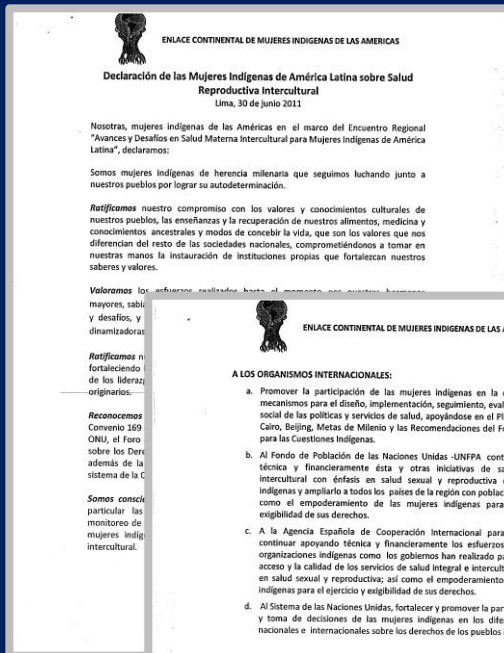 ENLACE CONTINENTAL DE MUJERES INDIGENAS DE LAS AMERICAS
Declaración de las Mujeres Indígenas de América Latina sobre Salud
Reproductiva Intercultural
Lima, 30 de junio 2011
Nosotras, mujeres indígenas de las Américas en el marco del Encuentro Regional
"Avances y Desafíos en Salud Materna Intercultural para Mujeres Indígenas de América
Latina", declaramos:
Somos mujeres indígenas de herencia milenaria que seguimos luchando junto a
nuestros pueblos por lograr su autodeterminación.
Ratificamos nuestro compromiso con los valores y conocimientos culturales de
nuestros pueblos, las enseñanzas y la recuperación de nuestros alimentos, medicina y
conocimientos ancestrales y modos de concebir la vida, que son los valores que nos
diferencian del resto de las sociedades nacionales, comprometiéndonos a tomar en
nuestras manos la instauración de instituciones propias que fortalezcan nuestros
saberes y valores.
Valoramos los esfuerzos realizados hasta el momento por nuestras hermanas
mayores,
y desafíos, y
dinamizadoras
Ratificamos
fortaleciendo
de los
originarios.
Reconocemos
Convenio 169
ONU, el Foro
sobre los
además de la
sistema de la
Somos
particular las
monitoreo de
mujeres
intercultural.
ENLACE CONTINENTAL DE MUJERES INDIGENAS DE LAS
A LOS ORGANISMOS INTERNACIONALES:
a. Promover la participación de las mujeres indígenas en la
mecanismos para el diseño, implementación, seguimiento,
social de las políticas y servicios de salud, apoyándose en el
Cairo, Beijing, Metas de Milenio y las Recomendaciones del
para las Cuestiones Indígenas.
b. Al Fondo de Población de las Naciones Unidas -UNFPA
técnica y financieramente ésta y otras iniciativas de
intercultural con énfasis en salud sexual y reproductiva
indígenas y ampliarlo a todos los países de la región con
como el empoderamiento de las mujeres indígenas para
exigibilidad de sus derechos.
c. A la Agencia Española de Cooperación Internacional para
continuar apoyando técnica y financieramente los esfuerzos
organizaciones indígenas como los gobiernos han realizado
acceso y la calidad de los servicios de salud integral e
en salud sexual y reproductiva; así como el empoderamiento
indígenas para el ejercicio y exigibilidad de sus derechos.
d. Al Sistema de las Naciones Unidas, fortalecer y promover la
y toma de decisiones de las mujeres indígenas en los
nacionales e internacionales sobre los derechos de los pueblos